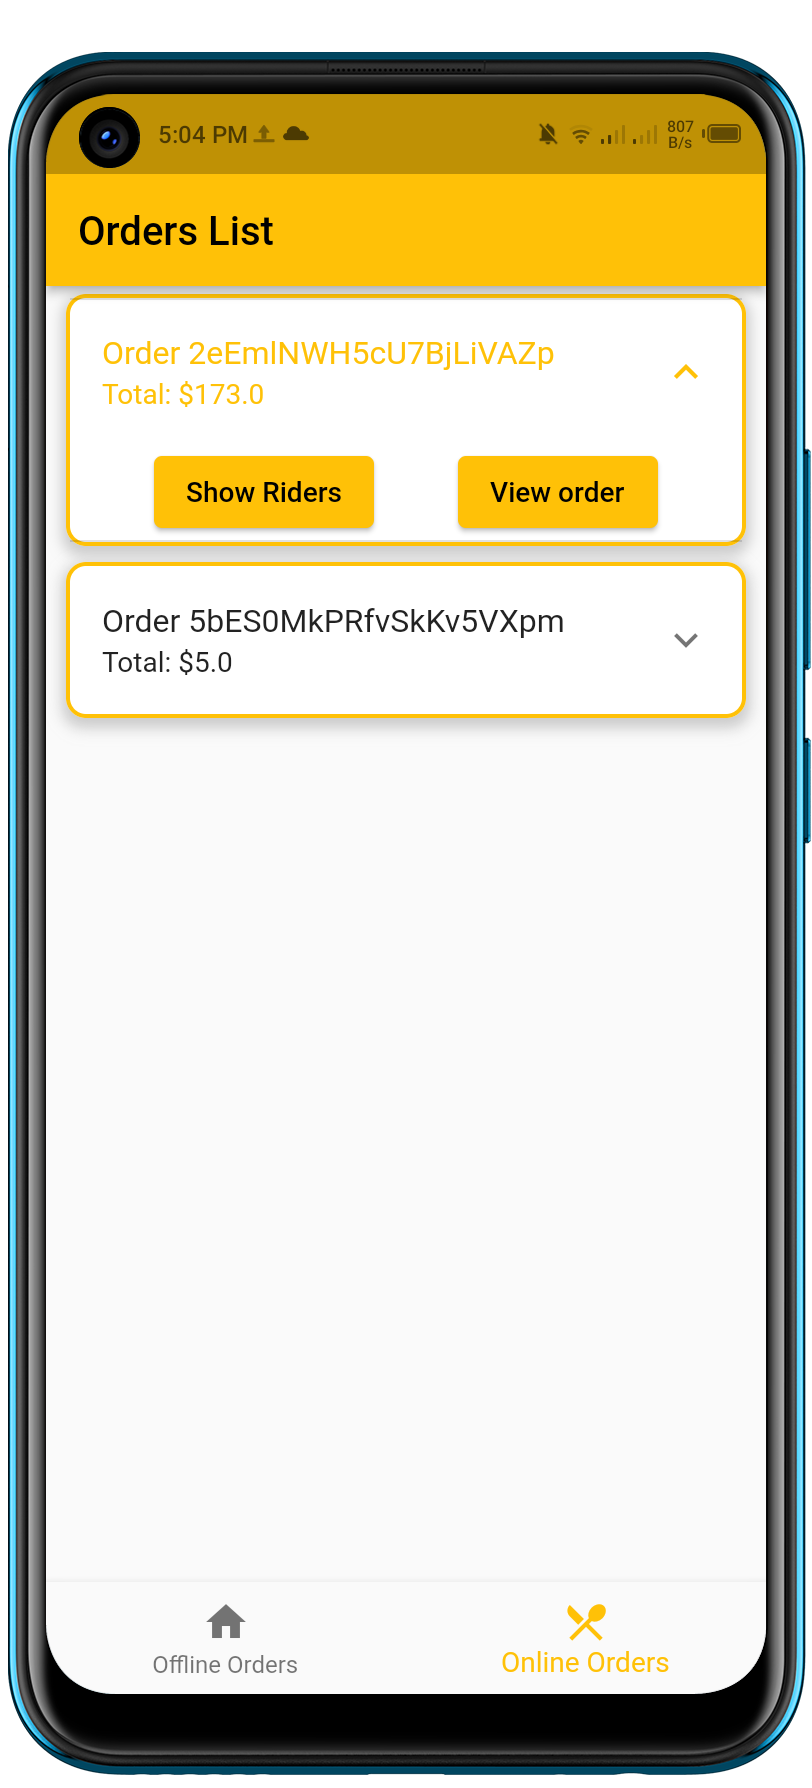 5:04 PM
807
B/s
Orders List
Order 2eEmlNWH5cU7BjLiVAZp
Total: $173.0
Show Riders
View order
Order 5bES0MkPRfvSkKv5VXpm
Total: $5.0
Offline Orders
Online Orders